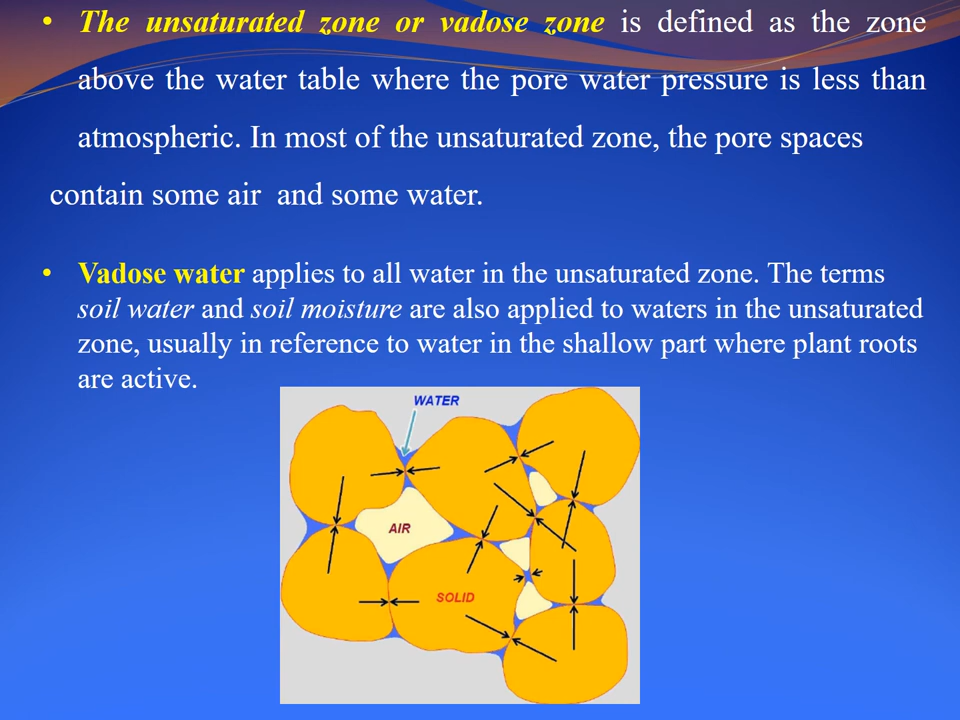 • The unsaturated zone or vadose zone is defined as the zone
above the water table where the pore water pressure is less than
atmospheric. In most of the unsaturated zone, the pore spaces
contain some air and some water.
• Vadose water applies to all water in the unsaturated zone. The terms
soil water and soil moisture are also applied to waters in the unsaturated
zone, usually in reference to water in the shallow part where plant roots
are active.
WATER
AIR
SOLID